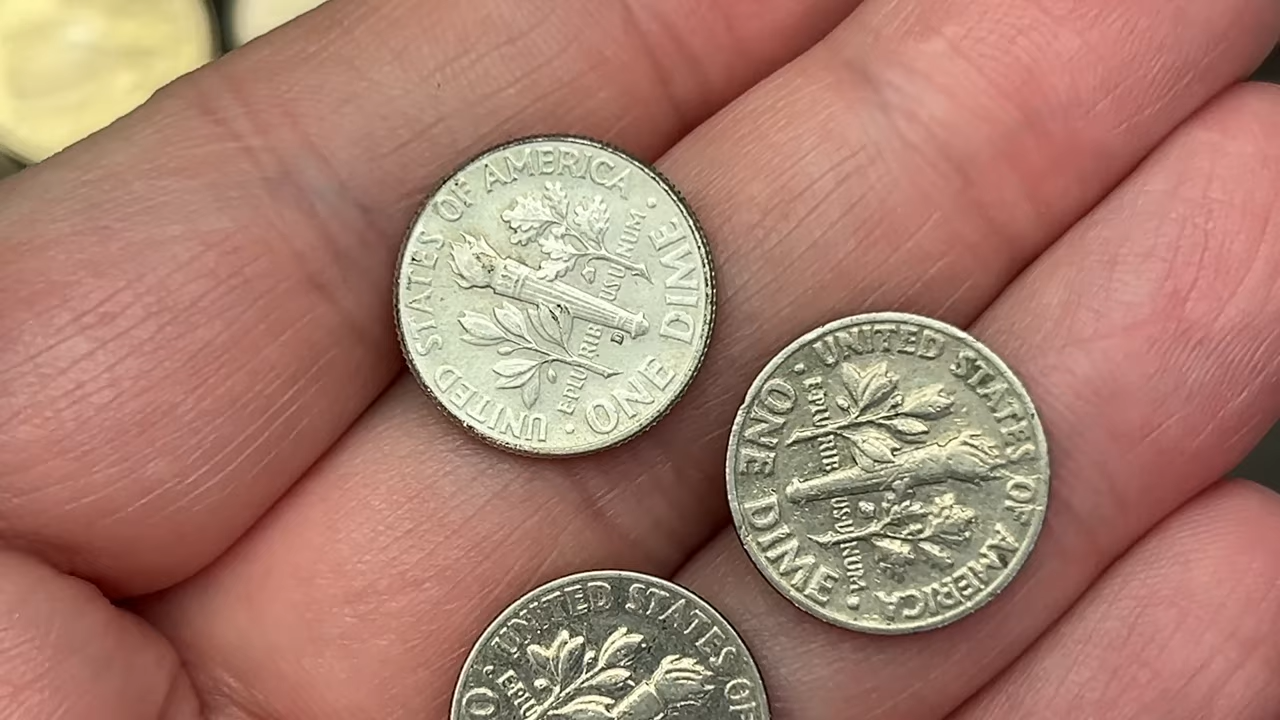 UNITED STATES OF AMERICA · ONE DIME ·
E PLURIBUS UNUM
D
UNITED STATES OF AMERICA · ONE DIME ·
E PLURIBUS UNUM
UNITED STATES OF
O
E PLU